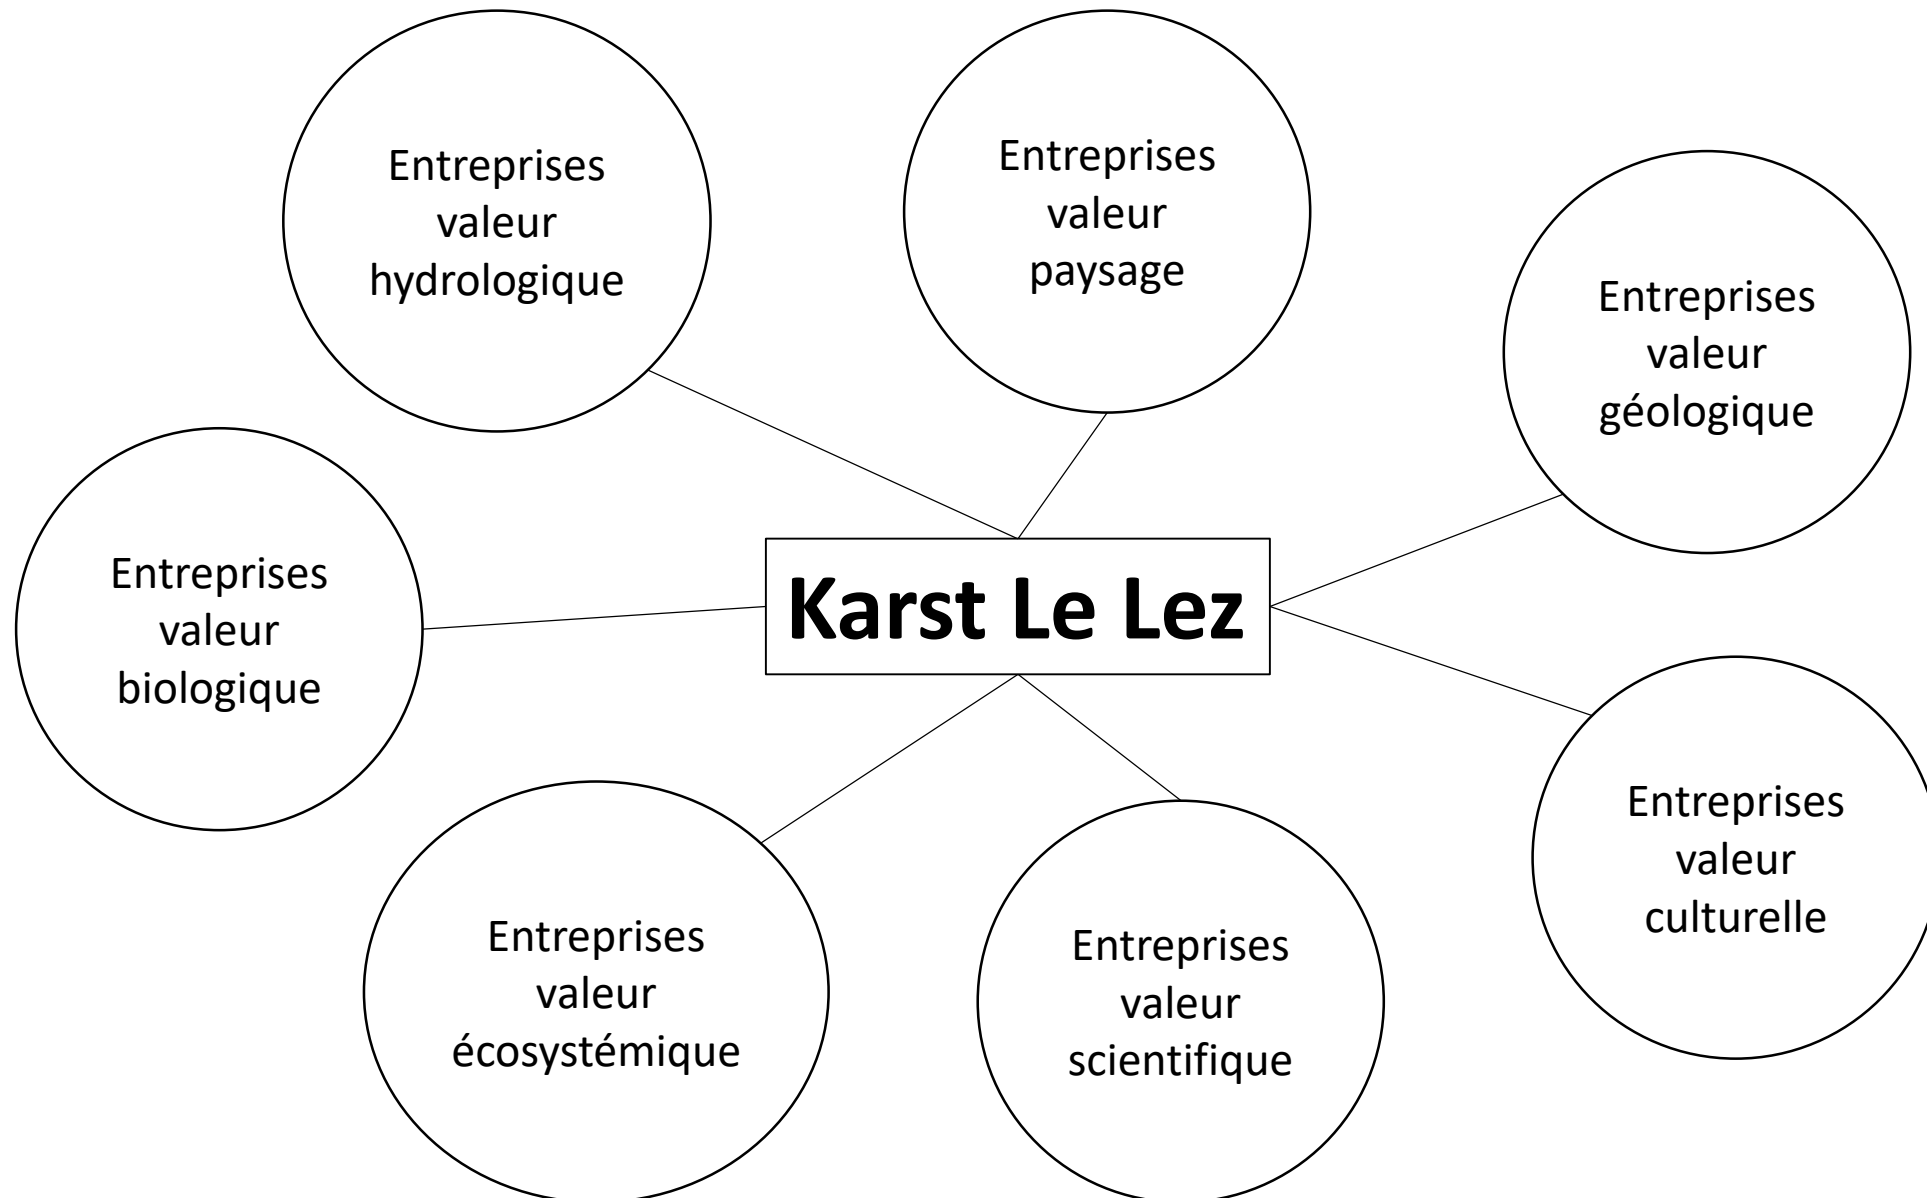 Entreprises
valeur
hydrologique
Entreprises
valeur
paysage
Entreprises
valeur
géologique
Karst Le Lez
Entreprises
valeur
biologique
Entreprises
valeur
culturelle
Entreprises
valeur
écosystémique
Entreprises
valeur
scientifique